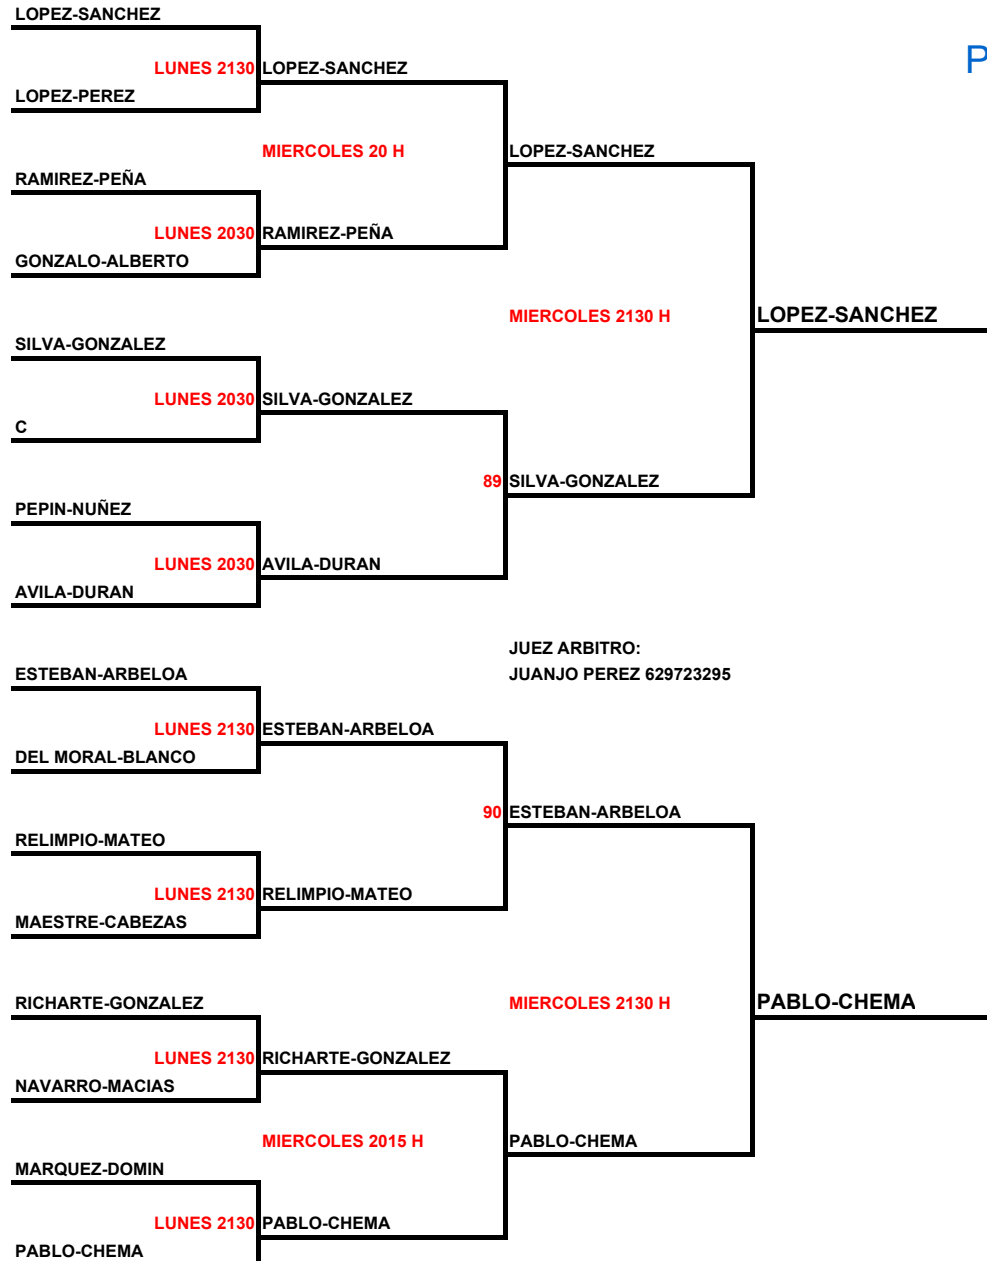 LOPEZ-SANCHEZ
LUNES 2130 LOPEZ-SANCHEZ
P
LOPEZ-PEREZ
MIERCOLES 20 H LOPEZ-SANCHEZ
RAMIREZ-PEÑA
LUNES 2030 RAMIREZ-PEÑA
GONZALO-ALBERTO
MIERCOLES 2130 H LOPEZ-SANCHEZ
SILVA-GONZALEZ
LUNES 2030 SILVA-GONZALEZ
C
89 SILVA-GONZALEZ
PEPIN-NUÑEZ
LUNES 2030 AVILA-DURAN
AVILA-DURAN
JUEZ ARBITRO:
JUANJO PEREZ 629723295
ESTEBAN-ARBELOA
LUNES 2130 ESTEBAN-ARBELOA
DEL MORAL-BLANCO
90 ESTEBAN-ARBELOA
RELIMPIO-MATEO
LUNES 2130 RELIMPIO-MATEO
MAESTRE-CABEZAS
RICHARTE-GONZALEZ
MIERCOLES 2130 H PABLO-CHEMA
LUNES 2130 RICHARTE-GONZALEZ
NAVARRO-MACIAS
MIERCOLES 2015 H PABLO-CHEMA
MARQUEZ-DOMIN
LUNES 2130 PABLO-CHEMA
PABLO-CHEMA